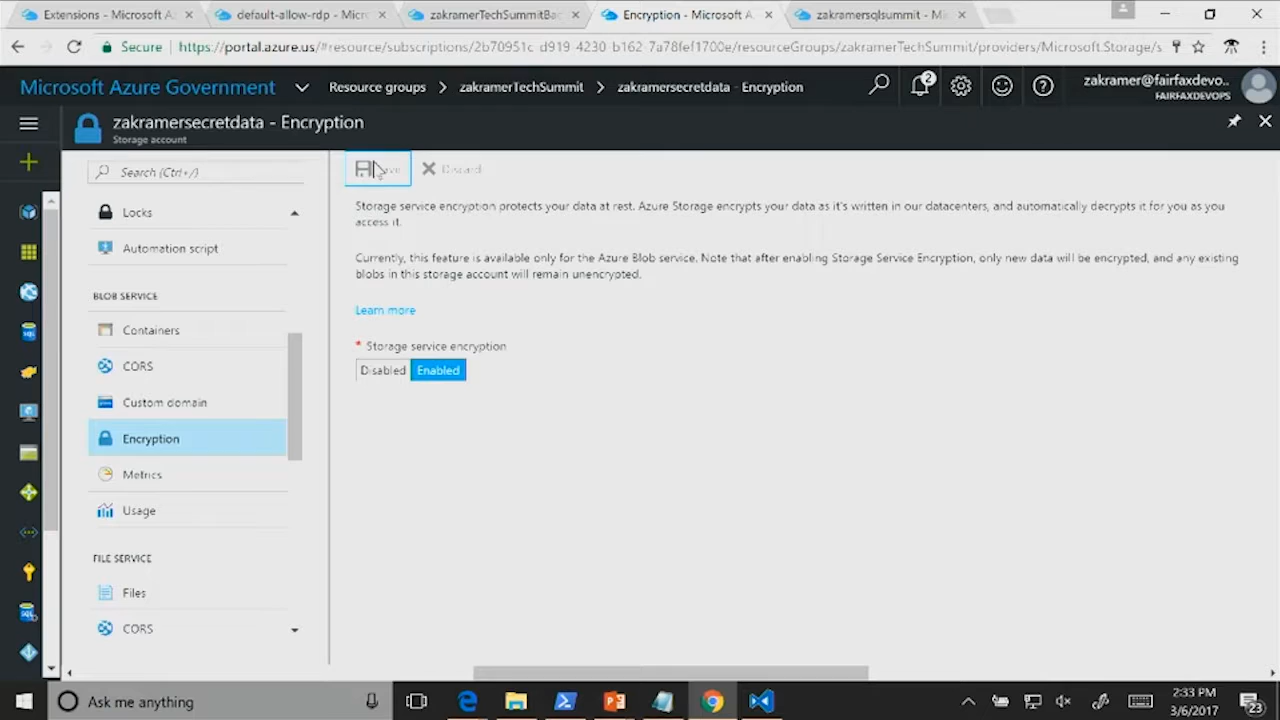 Extensions - Microsoft A
default-allow-rdp - Micr
zakramerTechSummitBac
Encryption - Microsoft A
zakramersqlsummit - Mi
Secure
https://portal.azure.us/#resource/subscriptions/2b70951c-d919-4230-b162-7a78fef1700e/resourceGroups/zakramerTechSummit/providers/Microsoft.Storage/s
Microsoft Azure Government
Resource groups > zakramerTechSummit > zakramersecretdata - Encryption
2
zakramer@fairfaxdevo..
FAIRFAXDEVOPS
zakramersecretdata - Encryption
Storage account
Search (Ctrl+/)
Discard
Locks
Automation script
BLOB SERVICE
Containers
CORS
Custom domain
Encryption
Metrics
Usage
FILE SERVICE
Files
CORS
Storage service encryption protects your data at rest. Azure Storage encrypts your data as it's written in our datacenters, and automatically decrypts it for you as you
access it.
Currently, this feature is available only for the Azure Blob service. Note that after enabling Storage Service Encryption, only new data will be encrypted, and any existing
blobs in this storage account will remain unencrypted.
Learn more
* Storage service encryption
Disabled Enabled
Ask me anything
2:33 PM
3/6/2017
23